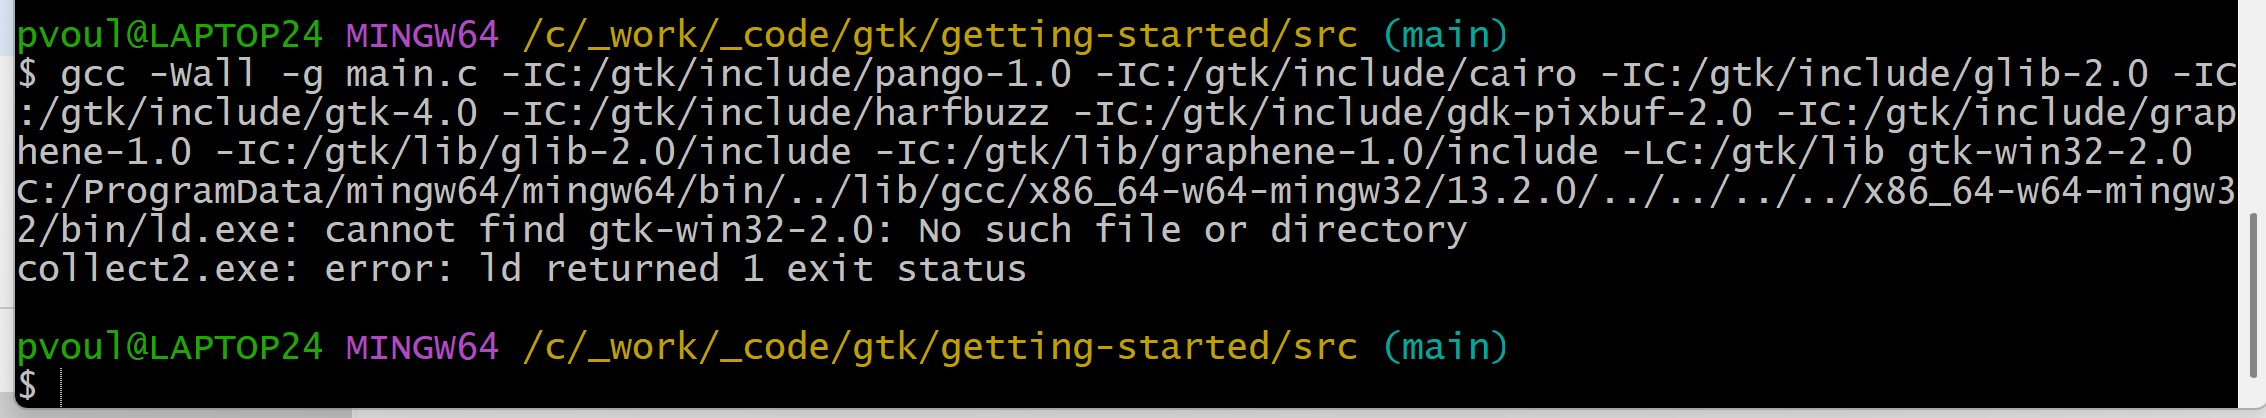 pvoul@LAPTOP24 MINGW64 /c/_work/_code/gtk/getting-started/src (main)
$ gcc -Wall -g main.c -IC:/gtk/include/pango-1.0 -IC:/gtk/include/cairo -IC:/gtk/include/glib-2.0 -IC
:/gtk/include/gtk-4.0 -IC:/gtk/include/harfbuzz -IC:/gtk/include/gdk-pixbuf-2.0 -IC:/gtk/include/grap
hene-1.0 -IC:/gtk/lib/glib-2.0/include -IC:/gtk/lib/graphene-1.0/include -LC:/gtk/lib gtk-win32-2.0
C:/ProgramData/mingw64/mingw64/bin/../lib/gcc/x86_64-w64-mingw32/13.2.0/../../../../x86_64-w64-mingw3
2/bin/ld.exe: cannot find gtk-win32-2.0: No such file or directory
collect2.exe: error: ld returned 1 exit status
pvoul@LAPTOP24 MINGW64 /c/_work/_code/gtk/getting-started/src (main)
$